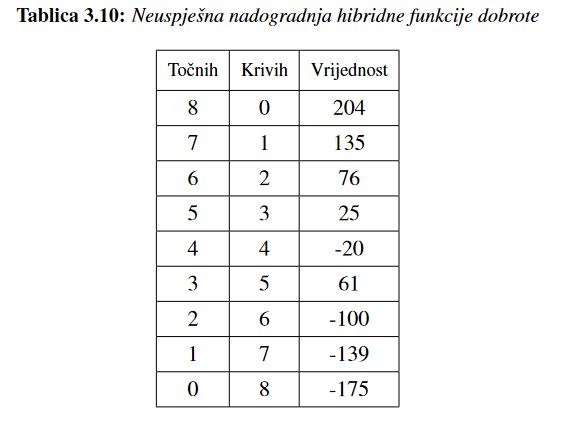 Tablica 3.10: Neuspješna nadogradnja hibridne funkcije dobrote
Točnih Krivih Vrijednost
8 0 204
7 1 135
6 2 76
5 3 25
4 4 -20
3 5 61
2 6 -100
1 7 -139
0 8 -175